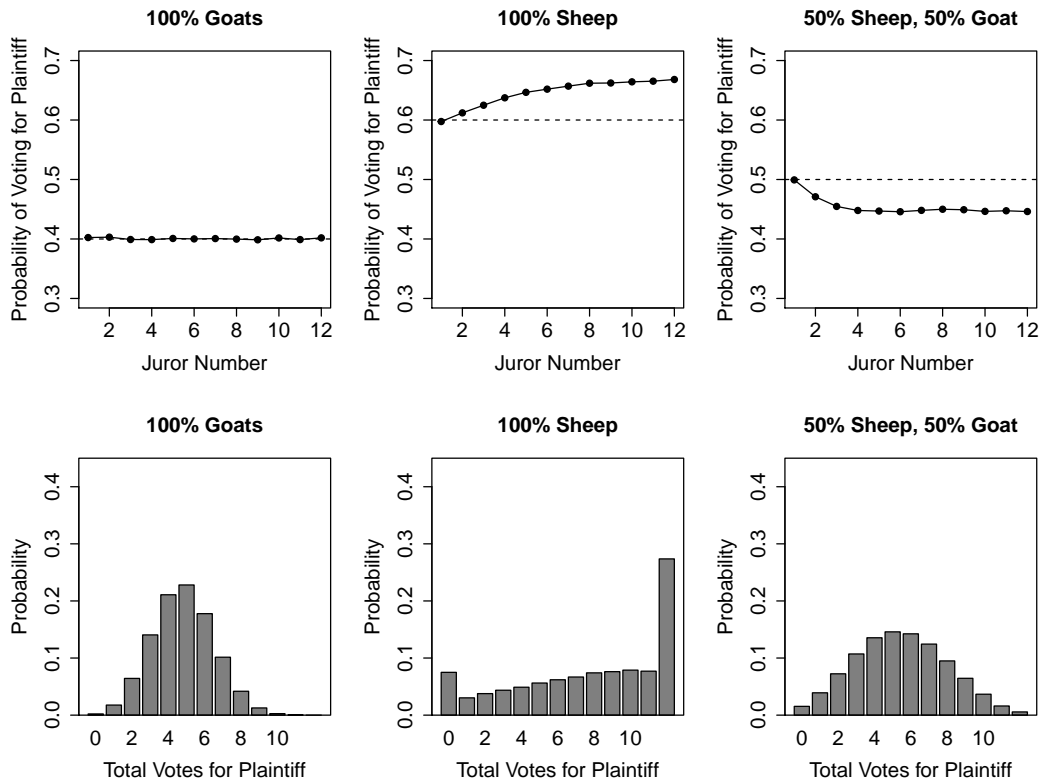 100% Goats
Probability of Voting for Plaintiff
0.3 0.4 0.5 0.6 0.7
2 4 6 8 10 12
Juror Number
100% Sheep
Probability of Voting for Plaintiff
0.3 0.4 0.5 0.6 0.7
2 4 6 8 10 12
Juror Number
50% Sheep, 50% Goat
Probability of Voting for Plaintiff
0.3 0.4 0.5 0.6 0.7
2 4 6 8 10 12
Juror Number
100% Goats
Probability
0.0 0.1 0.2 0.3 0.4
0 2 4 6 8 10
Total Votes for Plaintiff
100% Sheep
Probability
0.0 0.1 0.2 0.3 0.4
0 2 4 6 8 10
Total Votes for Plaintiff
50% Sheep, 50% Goat
Probability
0.0 0.1 0.2 0.3 0.4
0 2 4 6 8 10
Total Votes for Plaintiff